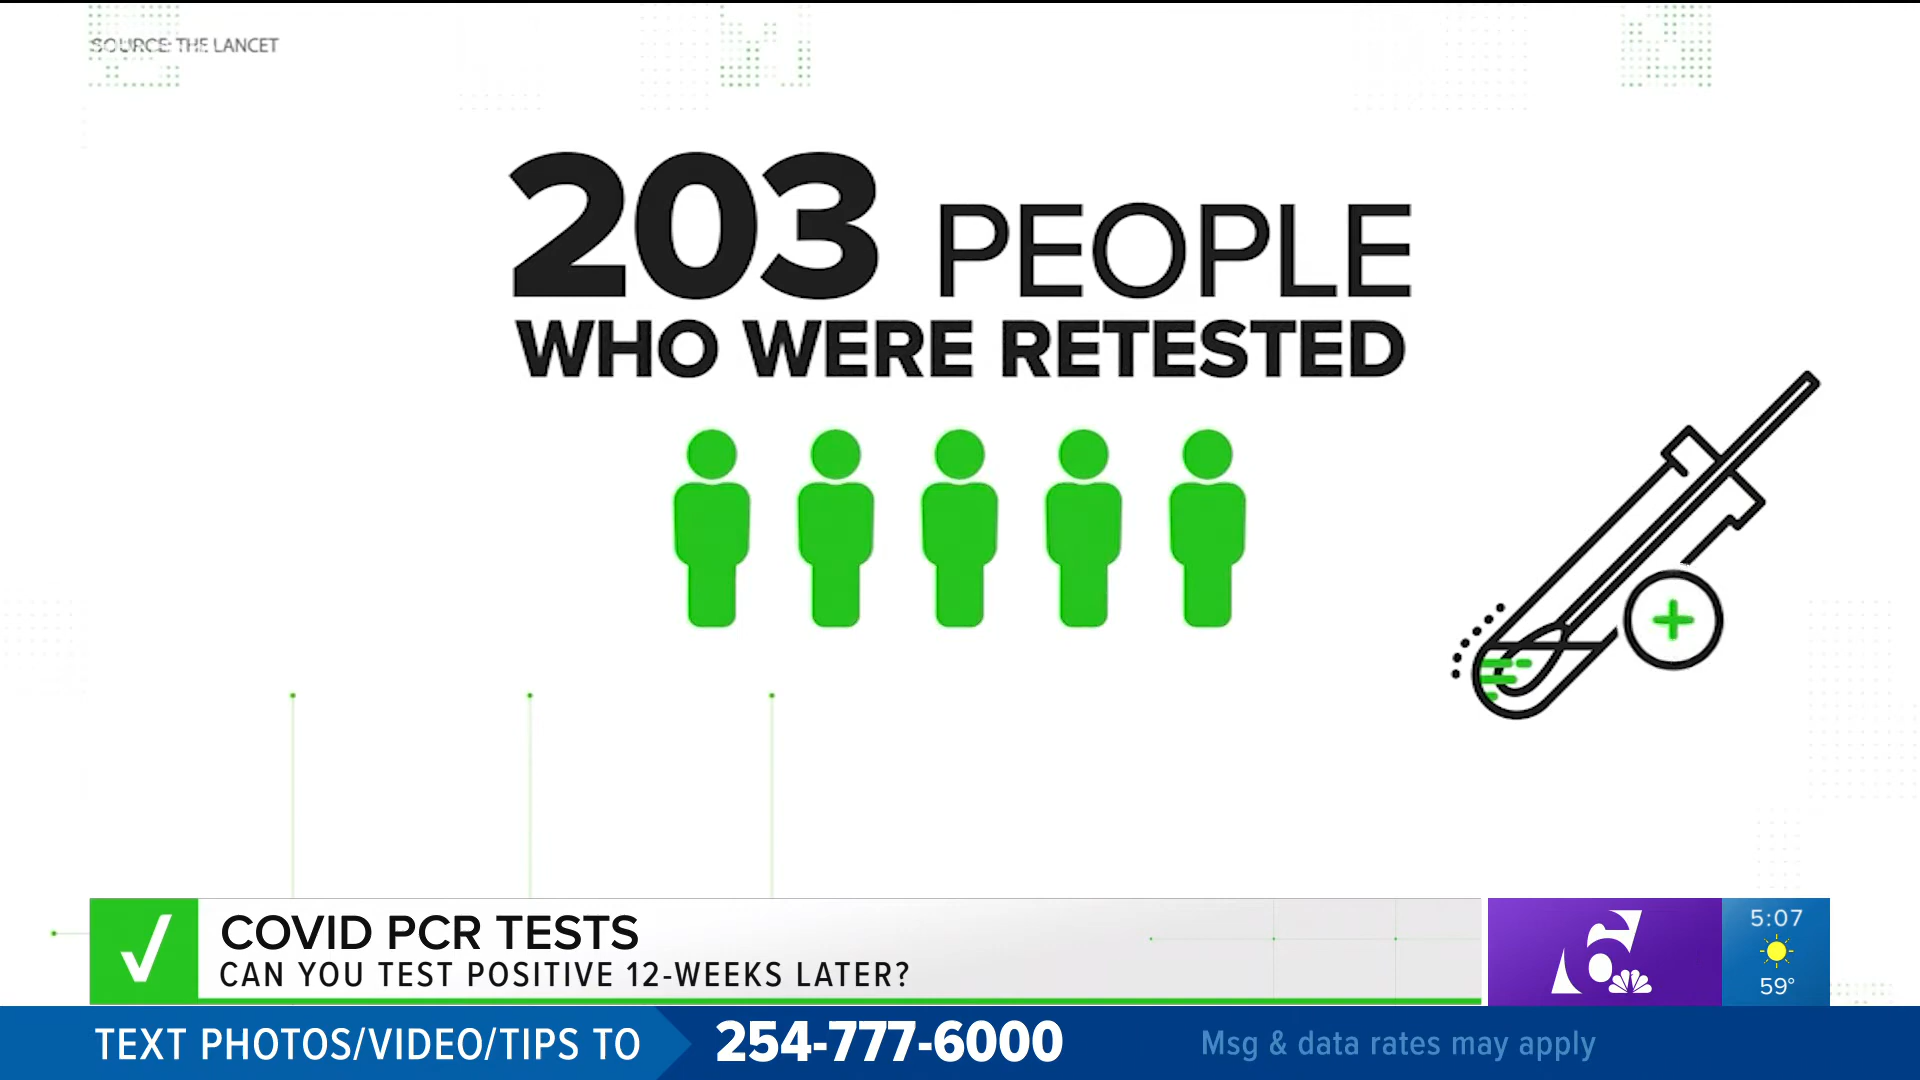 SOURCE: THE LANCET
203 PEOPLE
WHO WERE RETESTED
COVID PCR TESTS
CAN YOU TEST POSITIVE 12-WEEKS LATER?
6
5:07
59°
TEXT PHOTOS/VIDEO/TIPS TO 254-777-6000 Msg & data rates may apply